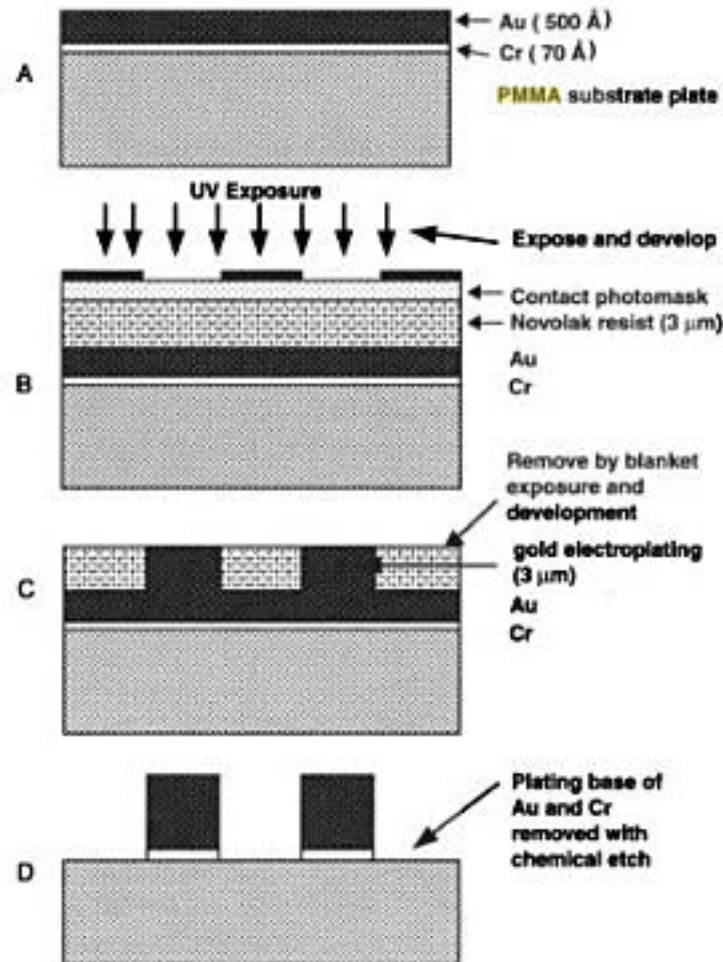 Au ( 500 Å)
Cr ( 70 Å)
A
PMMA substrate plate
UV Exposure
Expose and develop
Contact photomask
Novolak resist (3 µm)
Au
B
Cr
Remove by blanket
exposure and
development
gold electroplating
C
(3 µm)
Au
Cr
Plating base of
Au and Cr
removed with
D
chemical etch